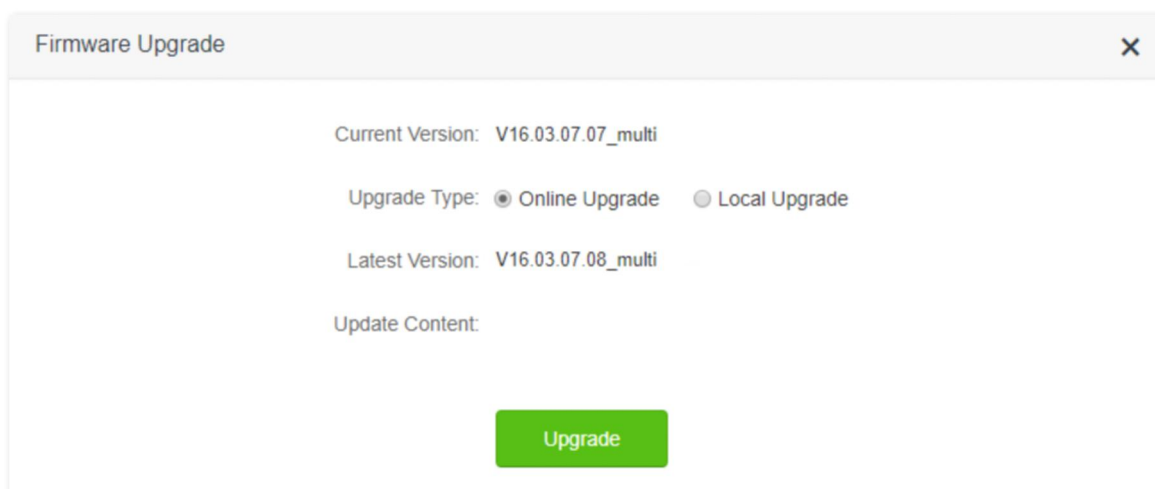 Firmware Upgrade
Current Version: V16.03.07.07_multi
Upgrade Type: Online Upgrade Local Upgrade
Latest Version: V16.03.07.08_multi
Update Content:
Upgrade